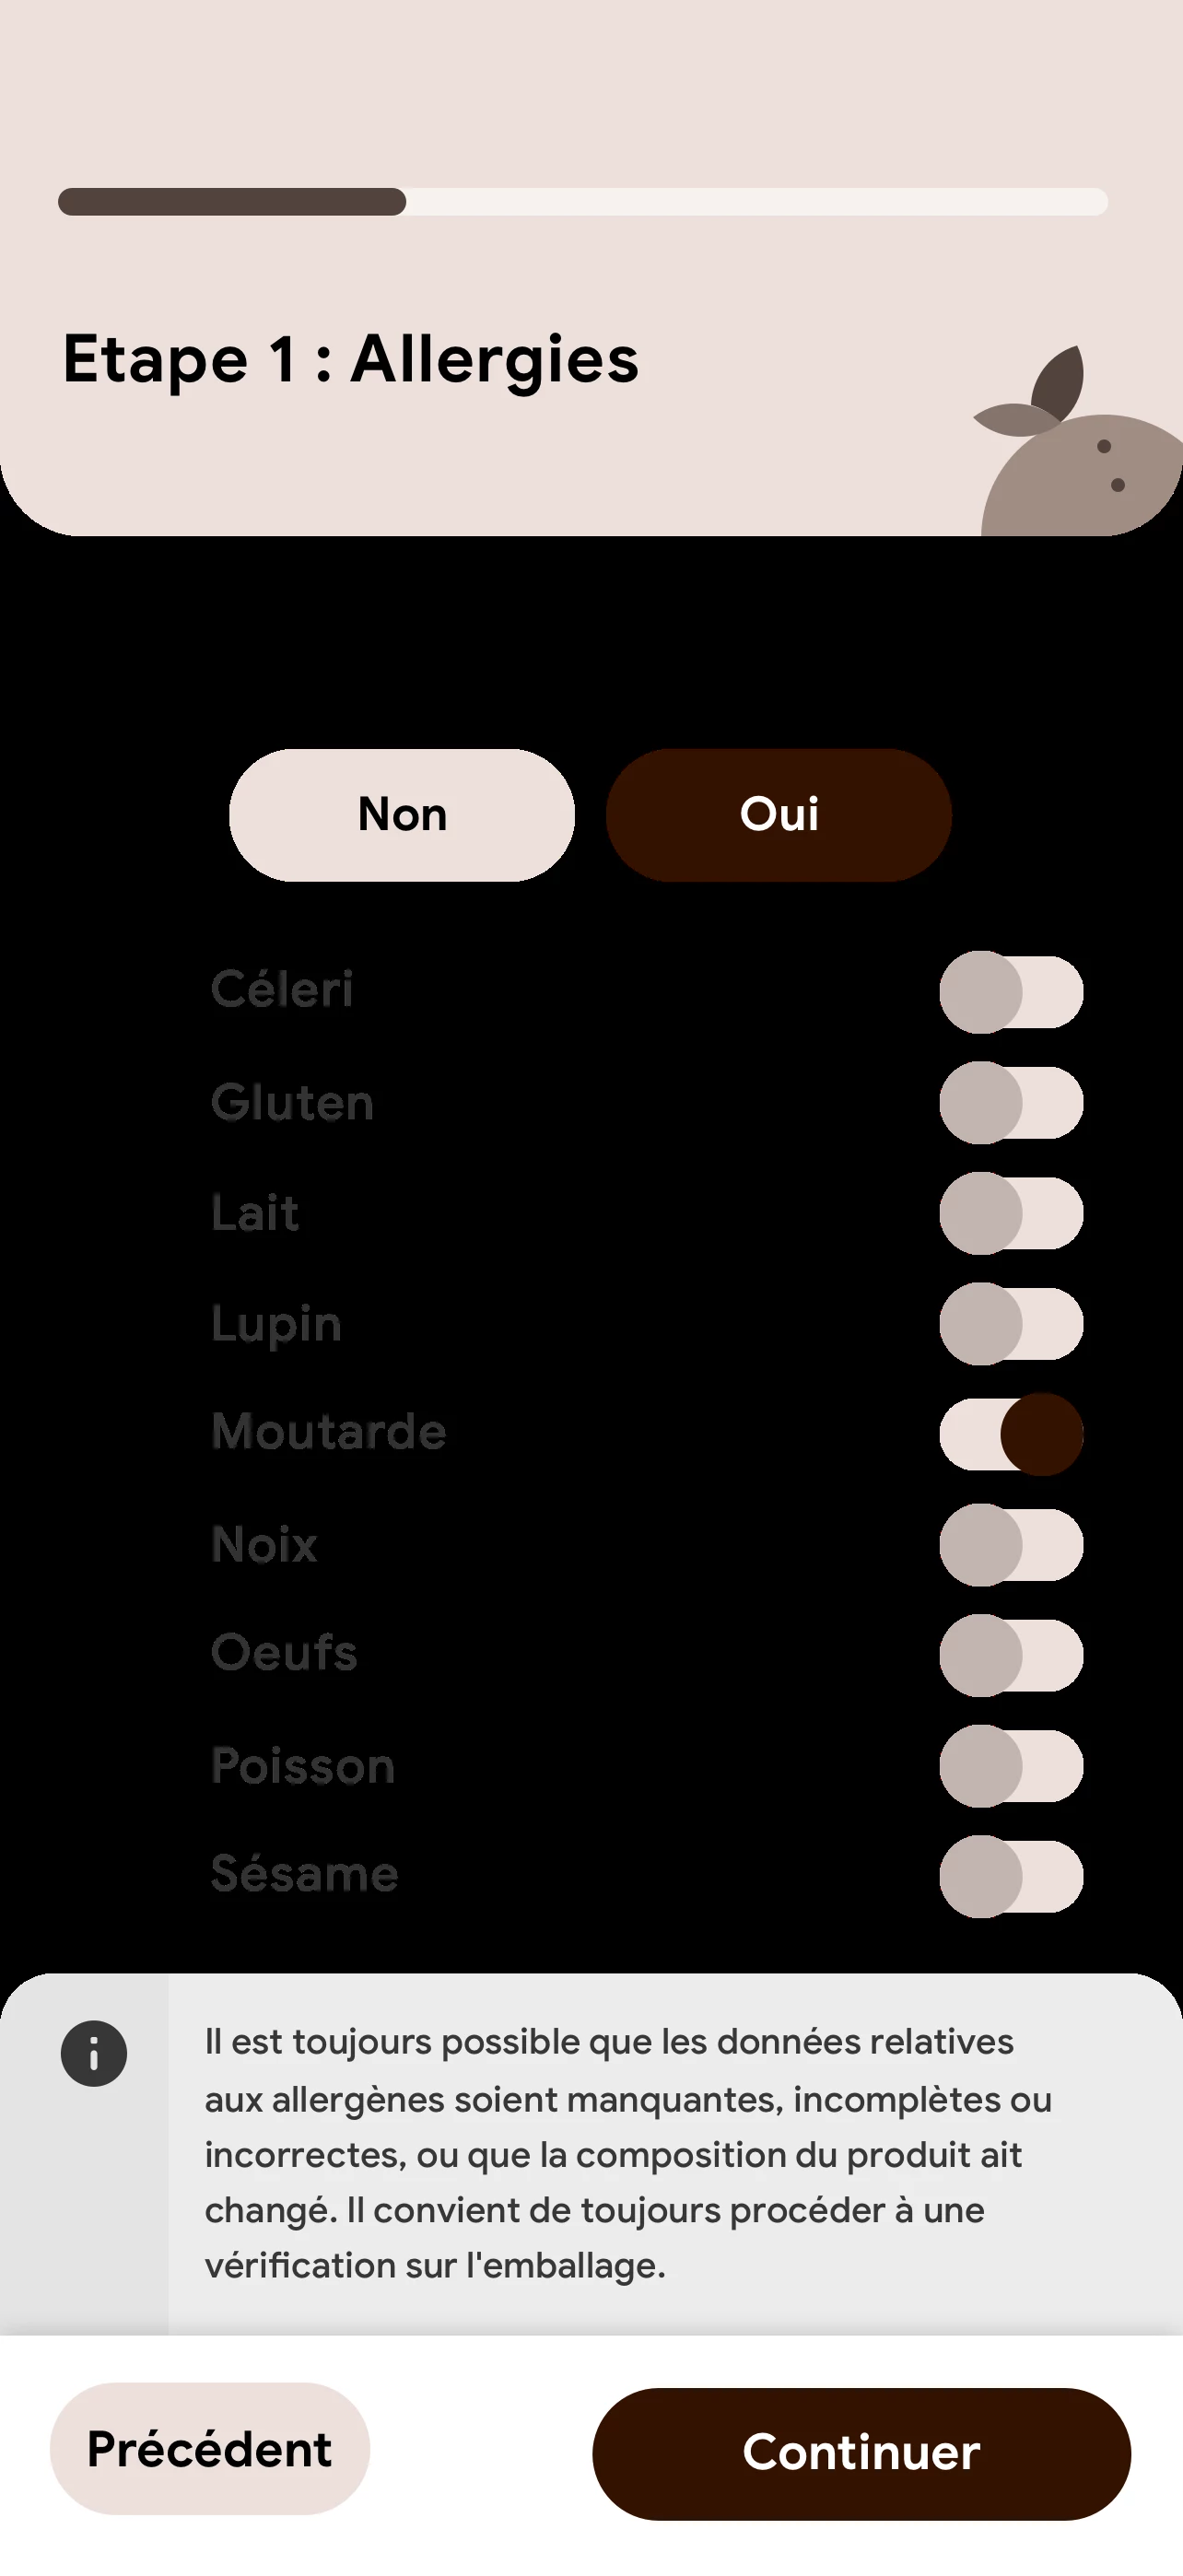 Etape 1 : Allergies
Non
Oui
Céleri
Gluten
Lait
Lupin
Moutarde
Noix
Oeufs
Poisson
Sésame
Il est toujours possible que les données relatives
aux allergènes soient manquantes, incomplètes ou
incorrectes, ou que la composition du produit ait
changé. Il convient de toujours procéder à une
vérification sur l'emballage.
Précédent
Continuer